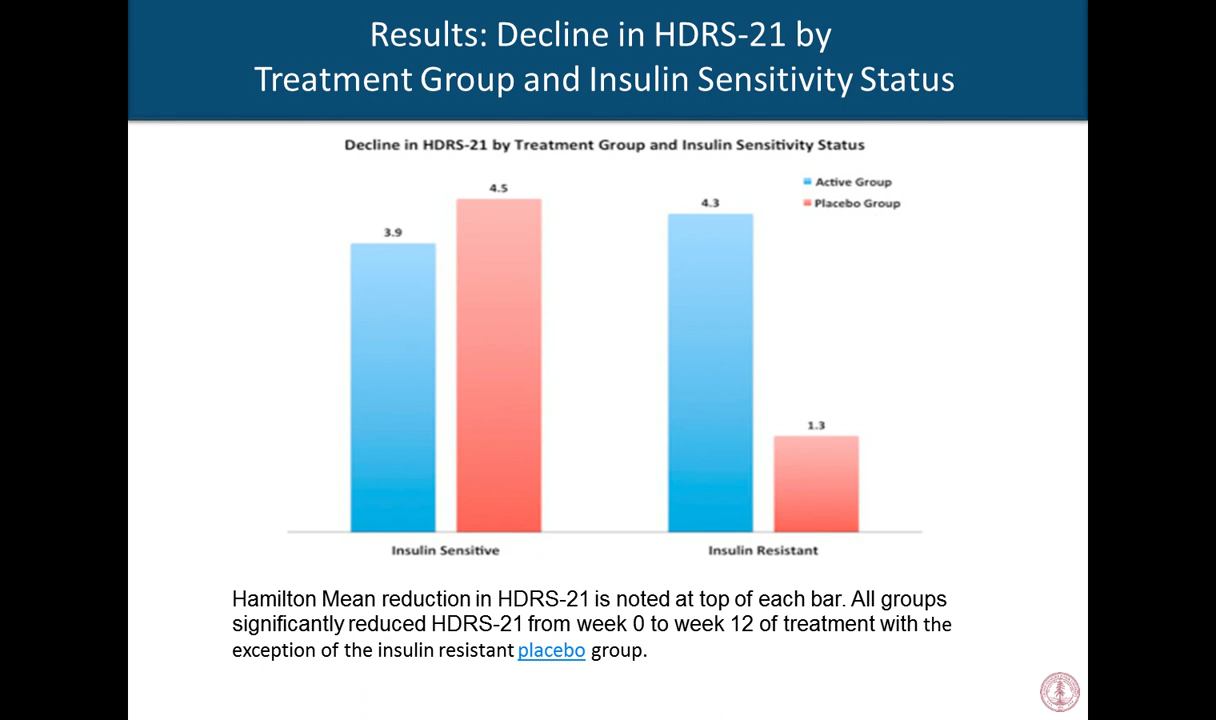 Results: Decline in HDRS-21 by
Treatment Group and Insulin Sensitivity Status
Decline in HDRS-21 by Treatment Group and Insulin Sensitivity Status
Active Group
Placebo Group
4.5
4.3
3.9
1.3
Insulin Sensitive
Insulin Resistant
Hamilton Mean reduction in HDRS-21 is noted at top of each bar. All groups
significantly reduced HDRS-21 from week 0 to week 12 of treatment with the
exception of the insulin resistant placebo group.